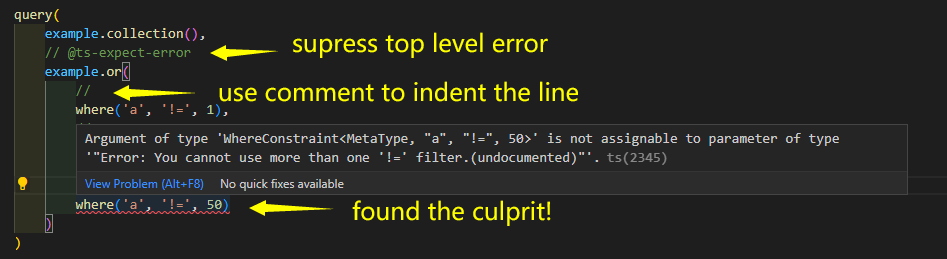 query(
example.collection(),
// @ts-expect-error
supress top level error
example.or(
//
use comment to indent the line
where('a', '!=', 1),
Argument of type 'WhereConstraint<MetaType, "a", "!=", 50>' is not assignable to parameter of type
'"Error: You cannot use more than one '!=' filter.(undocumented)"'. ts(2345)
View Problem (Alt+F8) No quick fixes available
where('a', '!=', 50)
found the culprit!
)
)